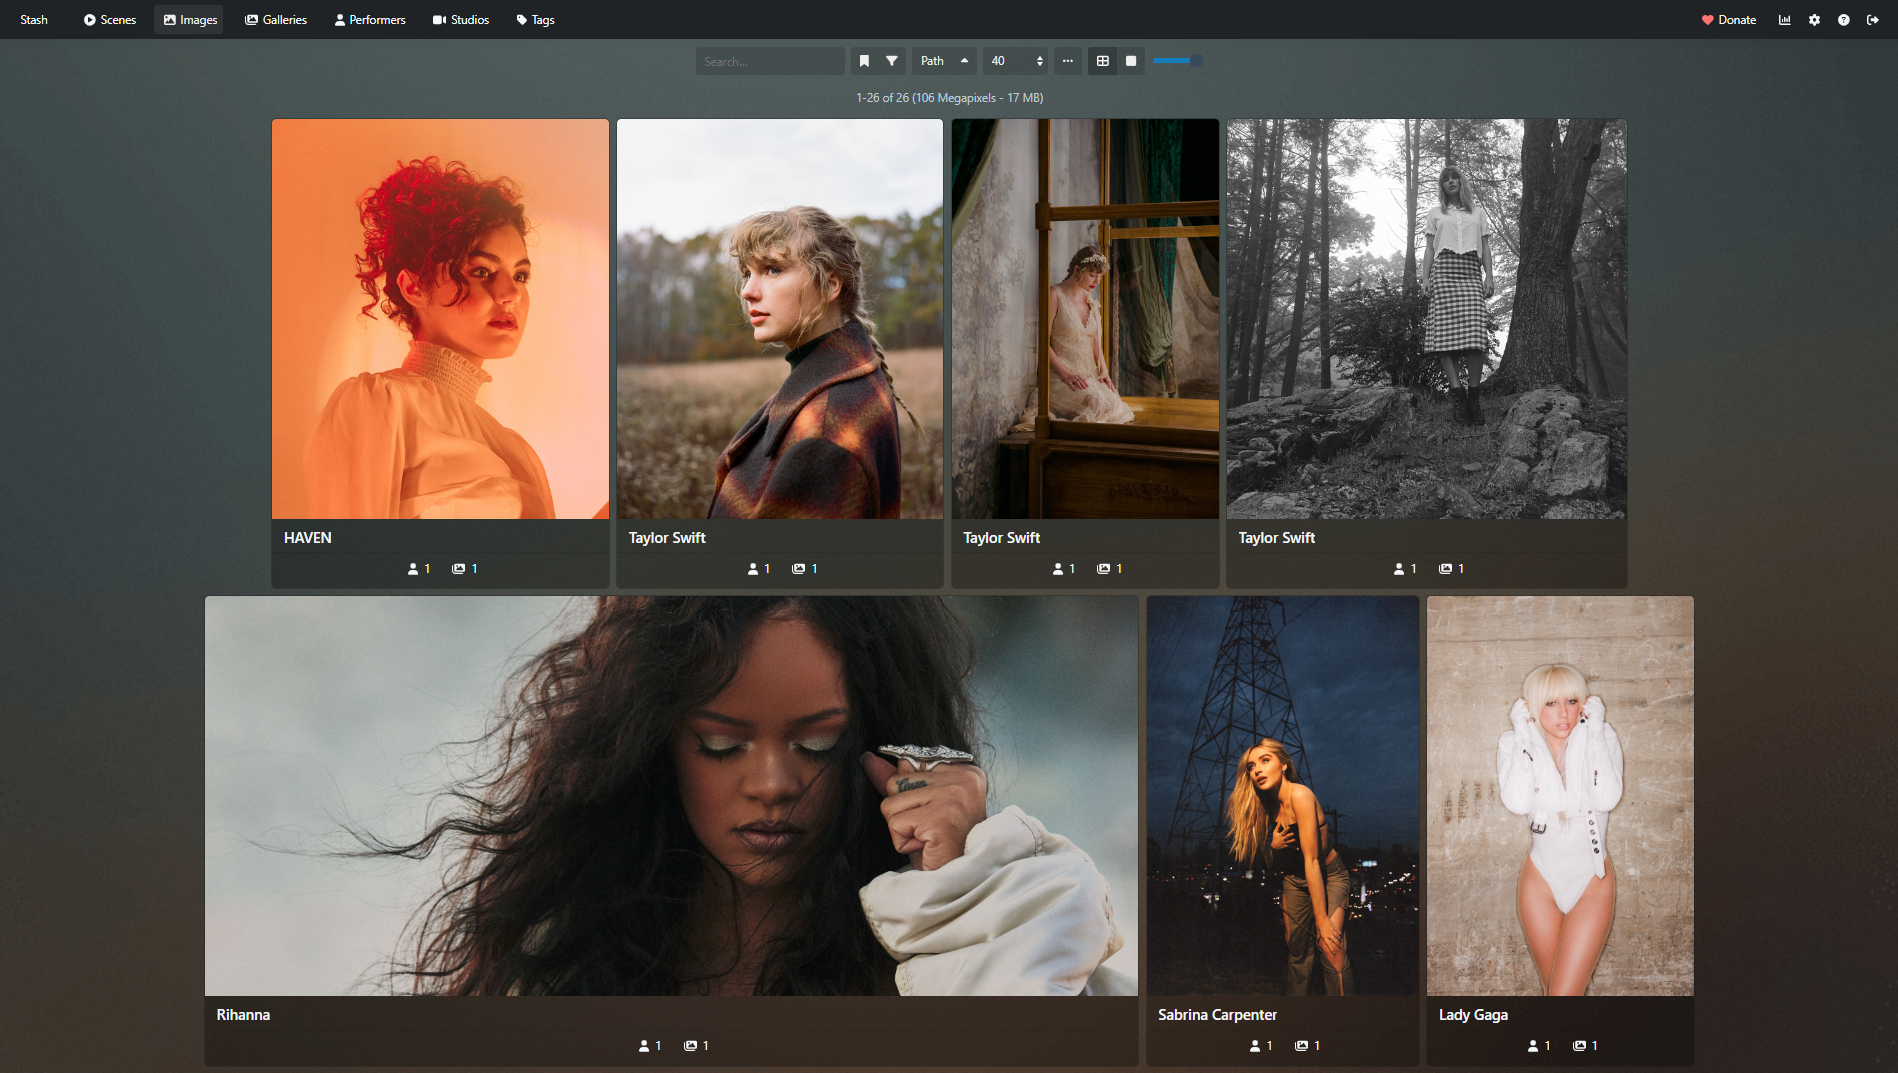 Stash Scenes Images Galleries Performers Studios Tags Donate
Search... Path 40
1-26 of 26 (106 Megapixels - 17 MB)
HAVEN
1 1
Taylor Swift
1 1
Taylor Swift
1 1
Taylor Swift
1 1
Rihanna
1 1
Sabrina Carpenter
1 1
Lady Gaga
1 1